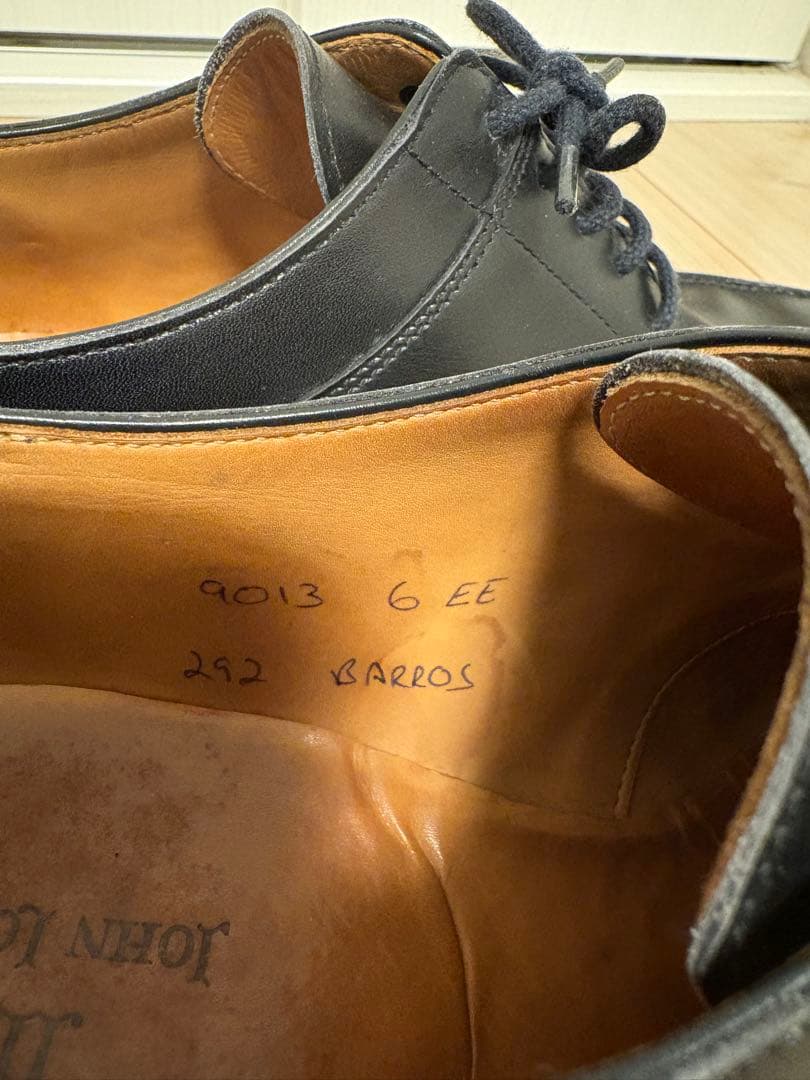 9013 6 EE
292 BARROS
JOHN LO